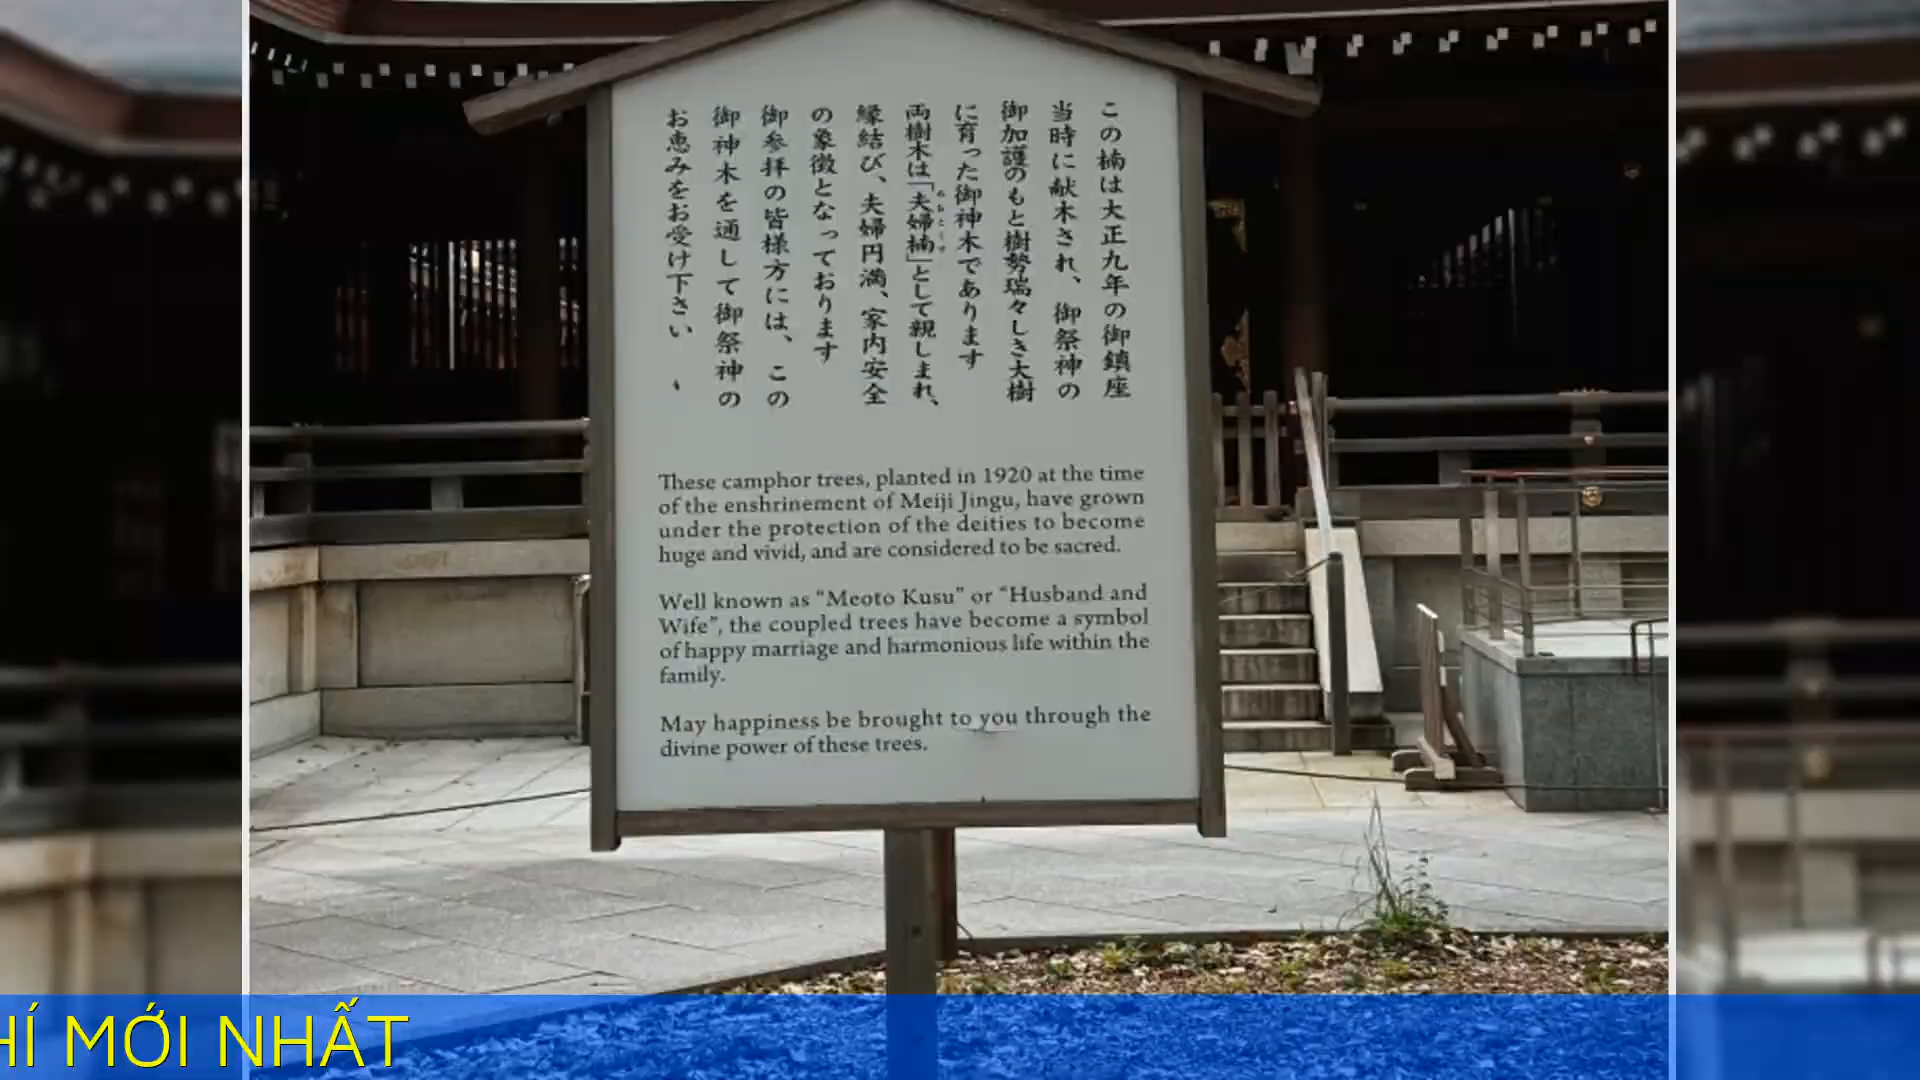 この楠は大正九年の御鎮座
当時に献木され、御祭神の
御加護のもと樹勢瑞々しき大樹
に育った御神木であります
両樹木は「夫婦楠」として親しまれ、
めおとくす
縁結び、夫婦円満、家内安全
の象徴となっております
御参拝の皆様方には、この
御神木を通して御祭神の
お恵みをお受け下さい
These camphor trees, planted in 1920 at the time
of the enshrinement of Meiji Jingu, have grown
under the protection of the deities to become
huge and vivid, and are considered to be sacred.
Well known as “Meoto Kusu” or “Husband and
Wife”, the coupled trees have become a symbol
of happy marriage and harmonious life within the
family.
May happiness be brought to you through the
divine power of these trees.
HÍ MỚI NHẤT